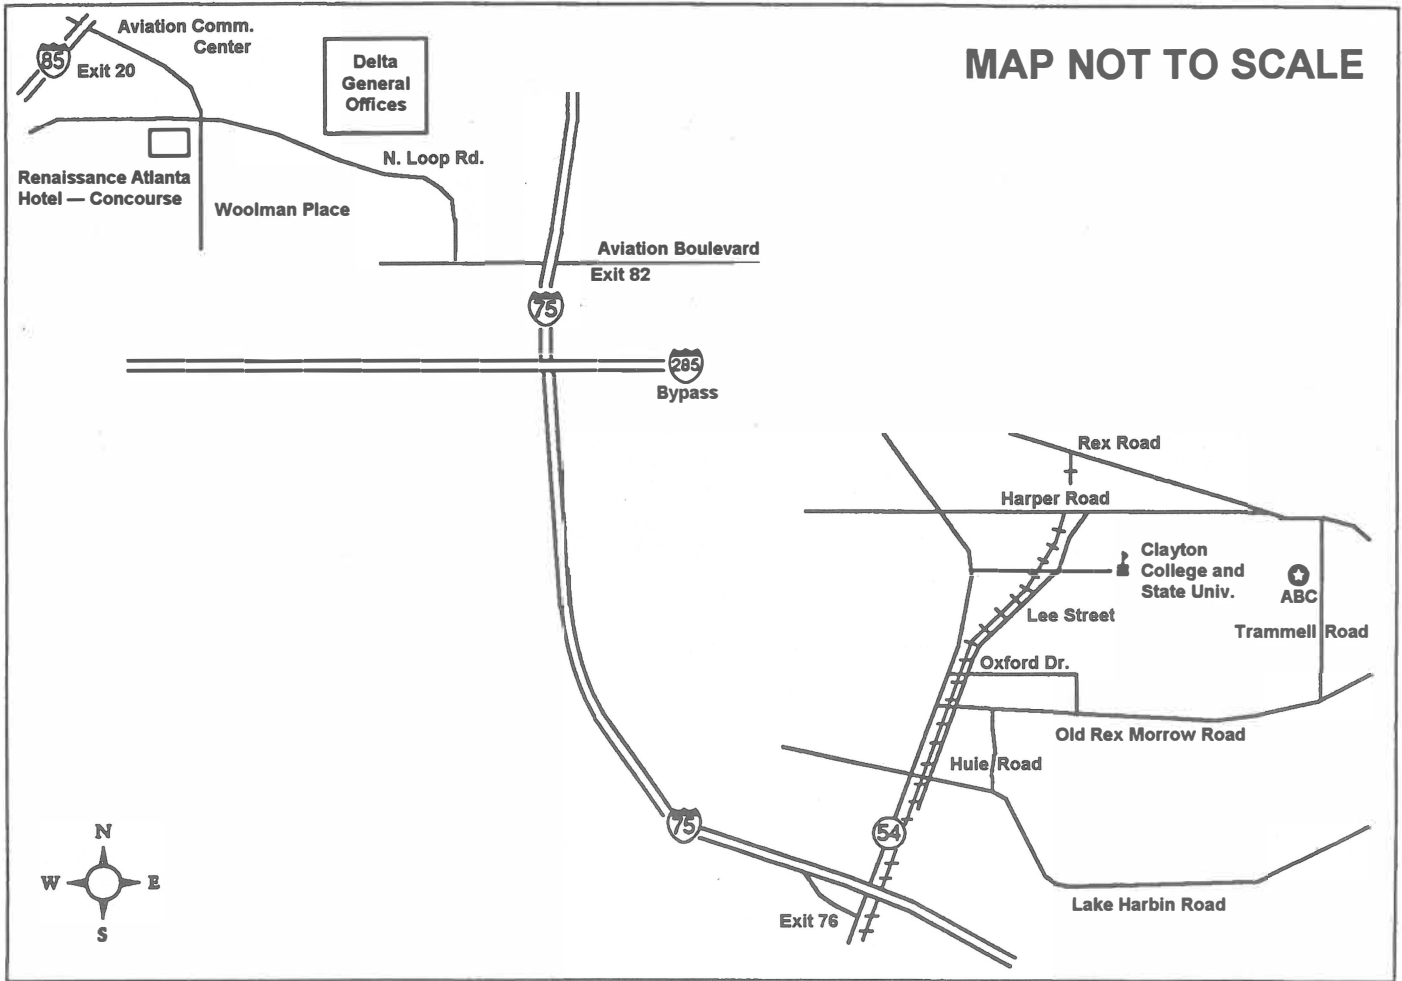 Aviation Comm.
Center
85
Exit 20
Delta
General
Offices
MAP NOT TO SCALE
N. Loop Rd.
Renaissance Atlanta
Hotel — Concourse
Woolman Place
Aviation Boulevard
Exit 82
75
285
Bypass
Rex Road
Harper Road
Clayton
College and
State Univ.
ABC
Lee Street
Trammell Road
Oxford Dr.
Old Rex Morrow Road
Huie Road
75
54
N
W E
S
Exit 76
Lake Harbin Road